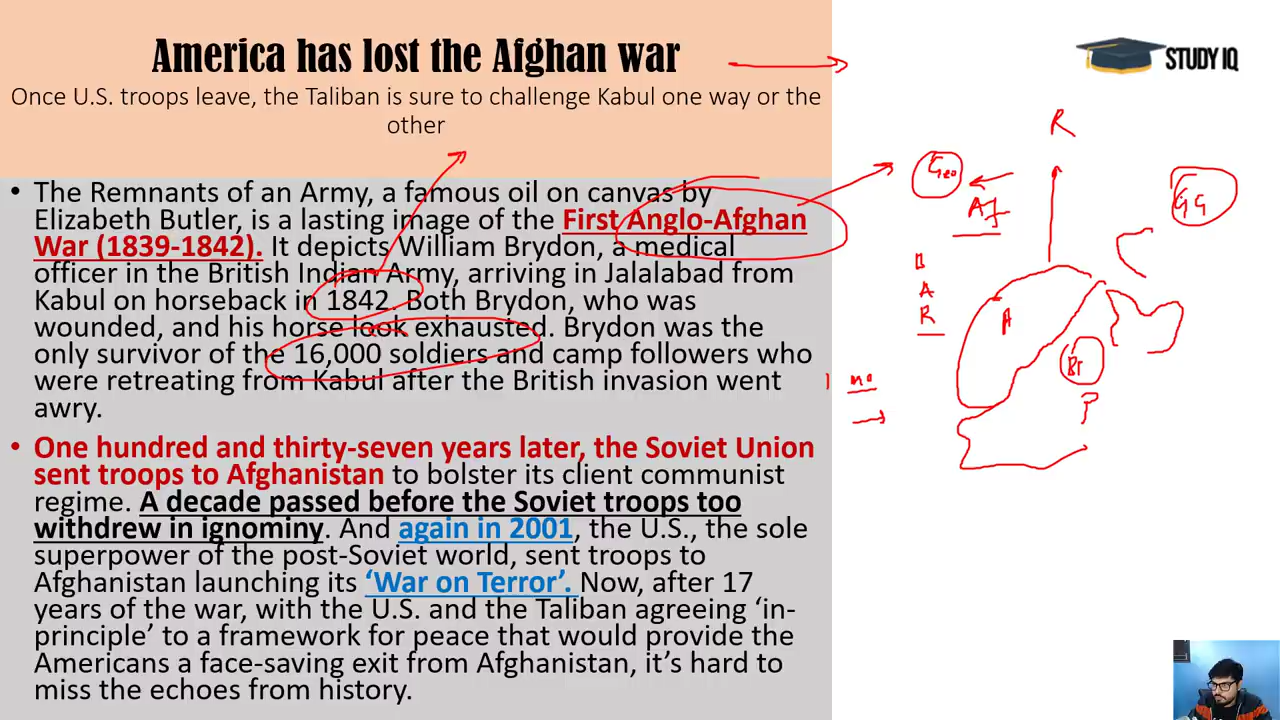 America has lost the Afghan war
Once U.S. troops leave, the Taliban is sure to challenge Kabul one way or the
other
STUDY IQ
• The Remnants of an Army, a famous oil on canvas by
Elizabeth Butler, is a lasting image of the First Anglo-Afghan
War (1839-1842). It depicts William Brydon, a medical
officer in the British Indian Army, arriving in Jalalabad from
Kabul on horseback in 1842. Both Brydon, who was
wounded, and his horse look exhausted. Brydon was the
only survivor of the 16,000 soldiers and camp followers who
were retreating from Kabul after the British invasion went
awry.
• One hundred and thirty-seven years later, the Soviet Union
sent troops to Afghanistan to bolster its client communist
regime. A decade passed before the Soviet troops too
withdrew in ignominy. And again in 2001, the U.S., the sole
superpower of the post-Soviet world, sent troops to
Afghanistan launching its ‘War on Terror’. Now, after 17
years of the war, with the U.S. and the Taliban agreeing ‘in-
principle’ to a framework for peace that would provide the
Americans a face-saving exit from Afghanistan, it’s hard to
miss the echoes from history.
R
Geo
Af
GG
B
A
R
A
no
P